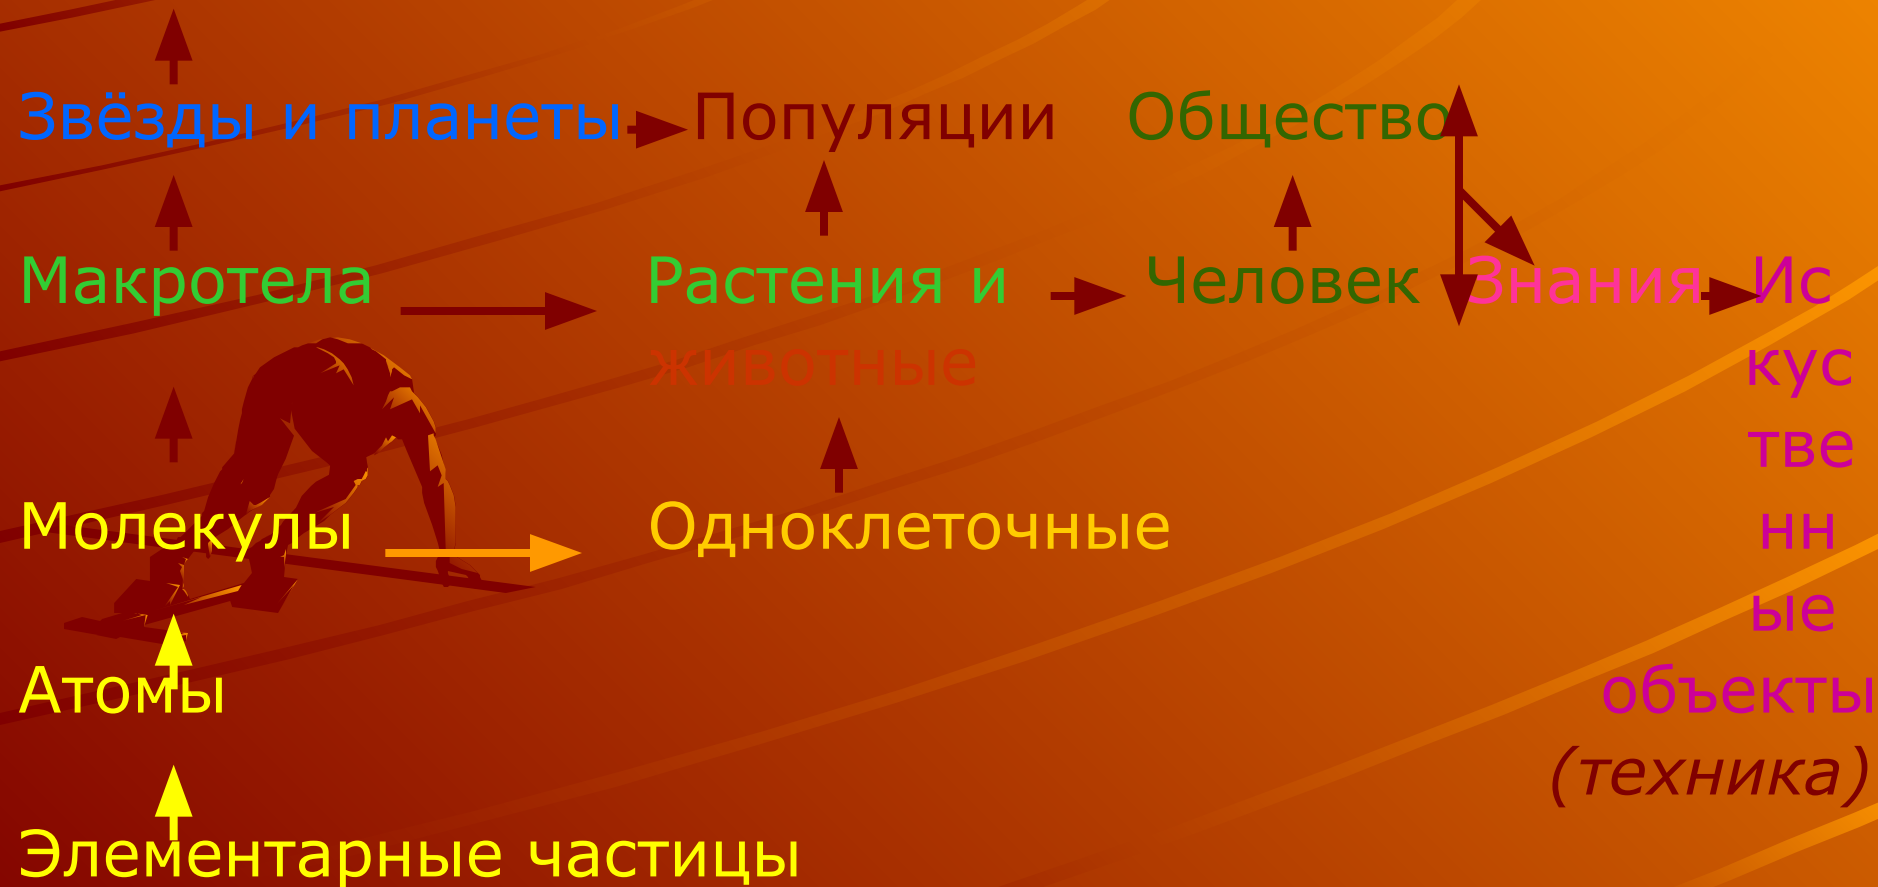 Звёзды и планеты Популяции Общество
Макротела Растения и Человек Знания Ис
животные кус
тве
Молекулы Одноклеточные нн
ые
Атомы объекты
(техника)
Элементарные частицы